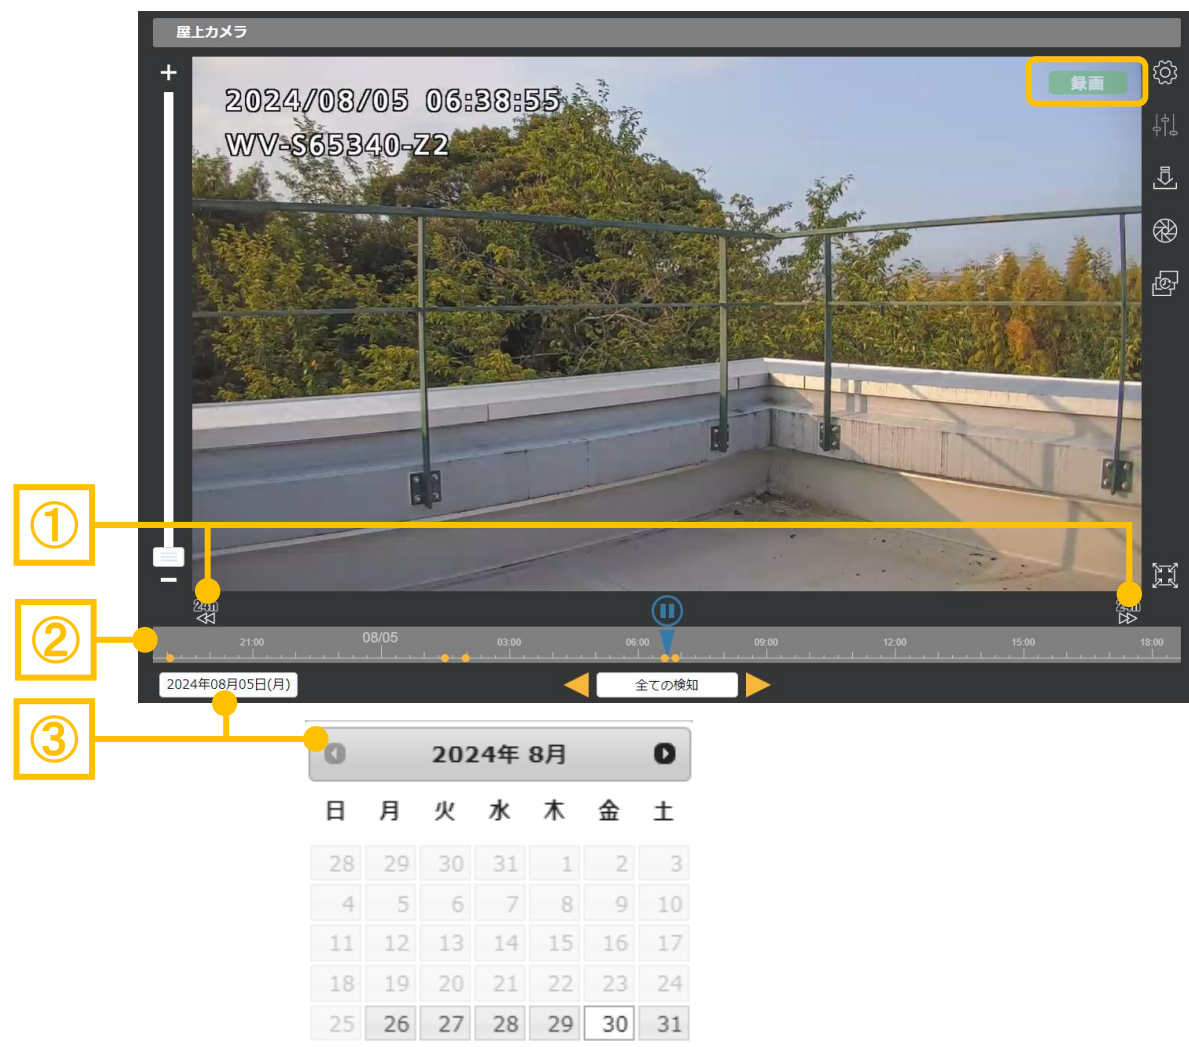 屋上カメラ
+
2024/08/05 06:38:55
録画
WV-S65340-Z2
①
−
24h
24h
②
21:00
08/05
03:00
06:00
09:00
12:00
15:00
18:00
2024年08月05日(月)
全ての検知
③
2024年 8月
日 月 火 水 木 金 土
28 29 30 31 1 2 3
4 5 6 7 8 9 10
11 12 13 14 15 16 17
18 19 20 21 22 23 24
25 26 27 28 29 30 31